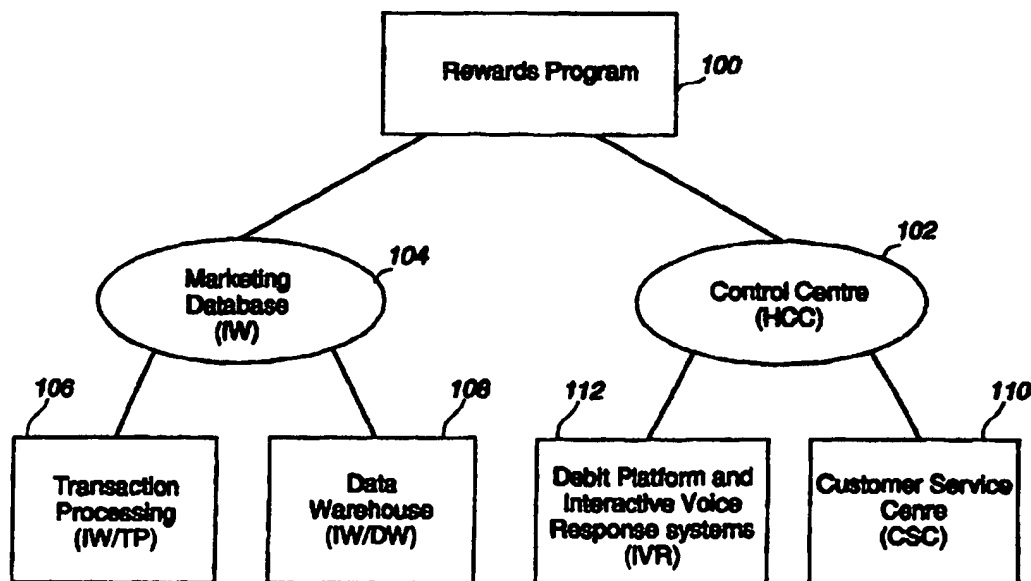 Rewards Program
100
Marketing
Database
(IW)
104
Control Centre
(HCC)
102
106
Transaction
Processing
(IW/TP)
108
Data
Warehouse
(IW/DW)
112
Debit Platform and
Interactive Voice
Response systems
(IVR)
110
Customer Service
Cenre
(CSC)